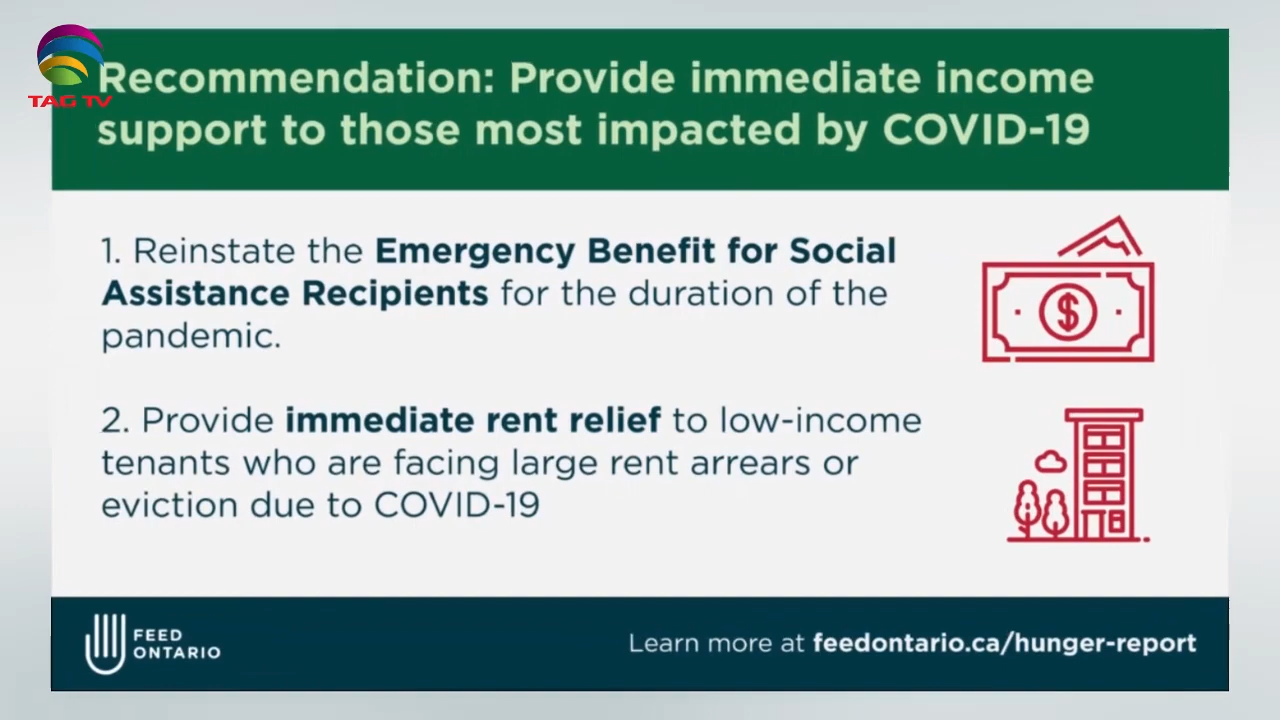 TAG TV
Recommendation: Provide immediate income
support to those most impacted by COVID-19
1. Reinstate the Emergency Benefit for Social
Assistance Recipients for the duration of the
pandemic.
2. Provide immediate rent relief to low-income
tenants who are facing large rent arrears or
eviction due to COVID-19
FEED
ONTARIO
Learn more at feedontario.ca/hunger-report